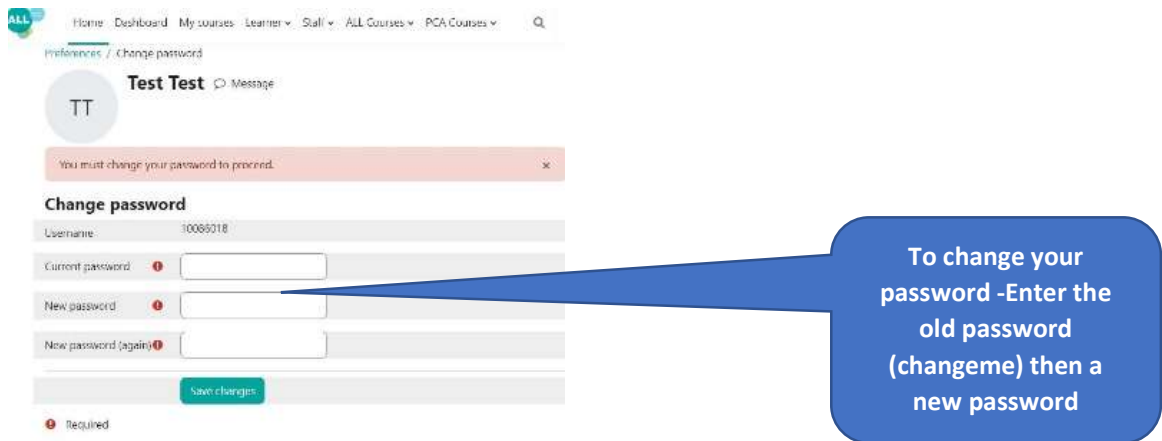 ALL
Home Dashboard My courses Learner Staff ALL Courses PCA Courses
Preferences / Change password
Test Test Message
TT
You must change your password to proceed. ×
Change password
Username 10086018
Current password
New password
New password (again)
Save changes
Required
To change your
password -Enter the
old password
(changeme) then a
new password